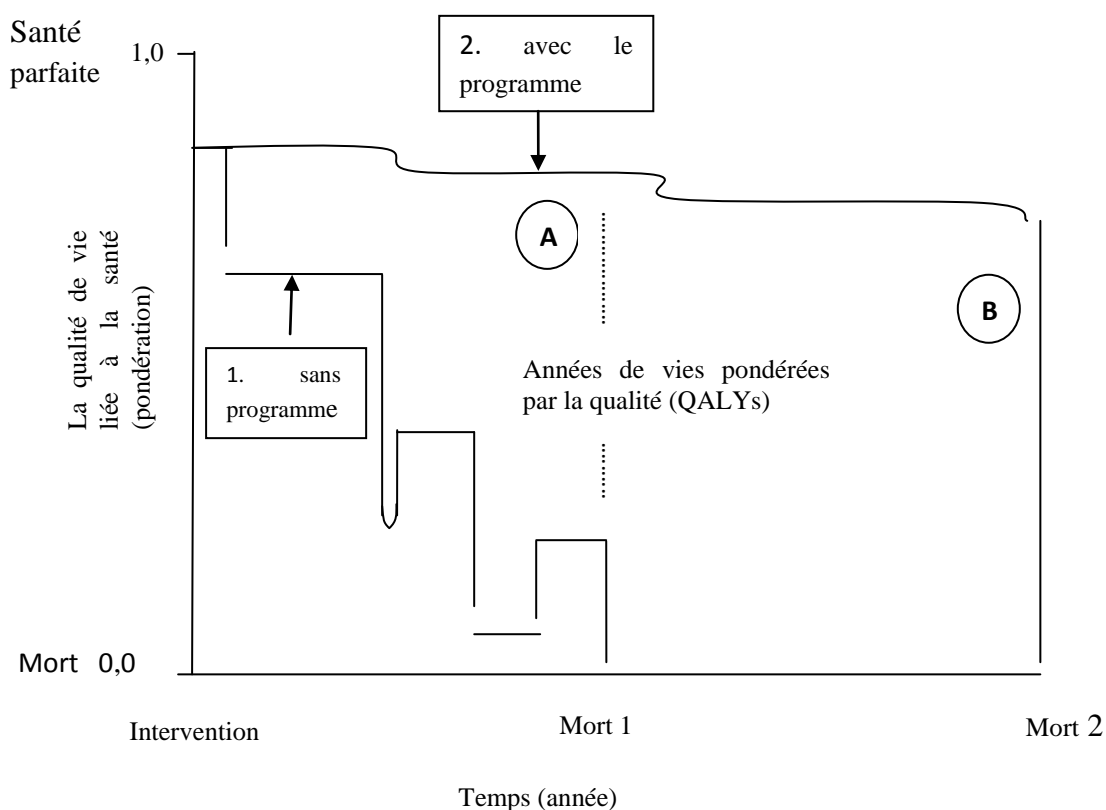 Santé
parfaite
1,0
2. avec le
programme
A
B
La qualité de vie
liée à la santé
(pondération)
1. sans
programme
Années de vies pondérées
par la qualité (QALYs)
Mort 0,0
Intervention
Mort 1
Mort 2
Temps (année)